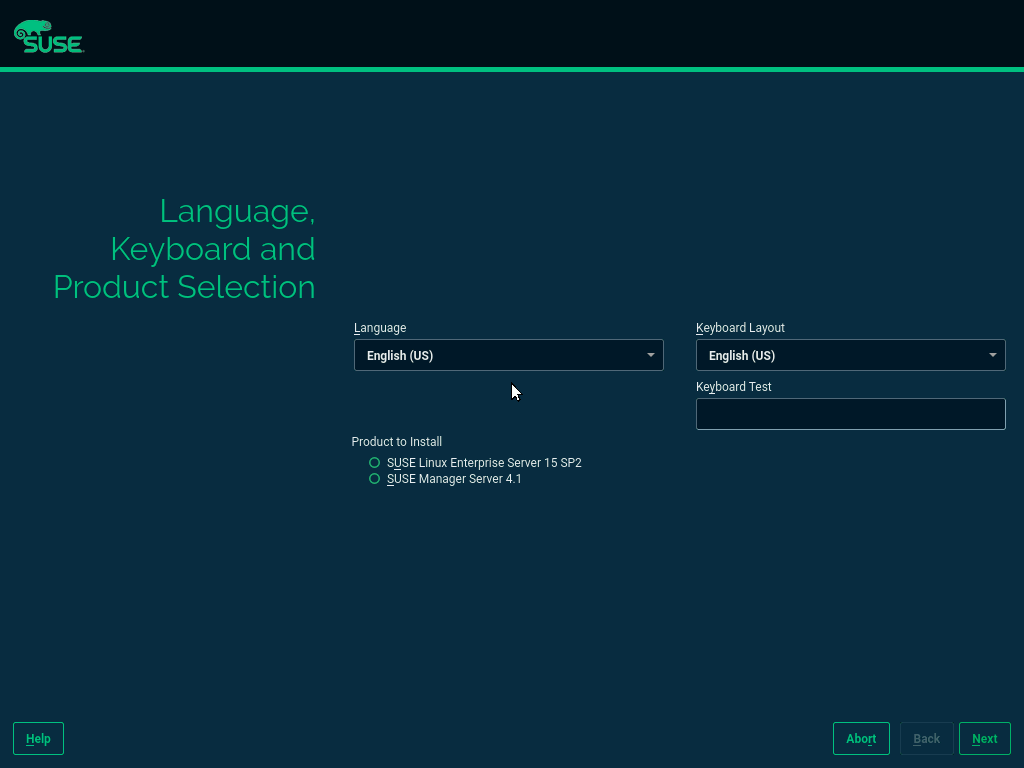 SUSE
Language,
Keyboard and
Product Selection
Language
Keyboard Layout
English (US)
English (US)
Keyboard Test
Product to Install
SUSE Linux Enterprise Server 15 SP2
SUSE Manager Server 4.1
Help
Abort
Back
Next